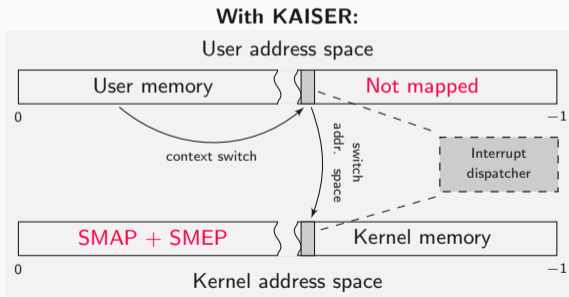 With KAISER:
User address space
User memory
Not mapped
0
−1
context switch
switch
addr. space
Interrupt
dispatcher
SMAP + SMEP
Kernel memory
0
−1
Kernel address space